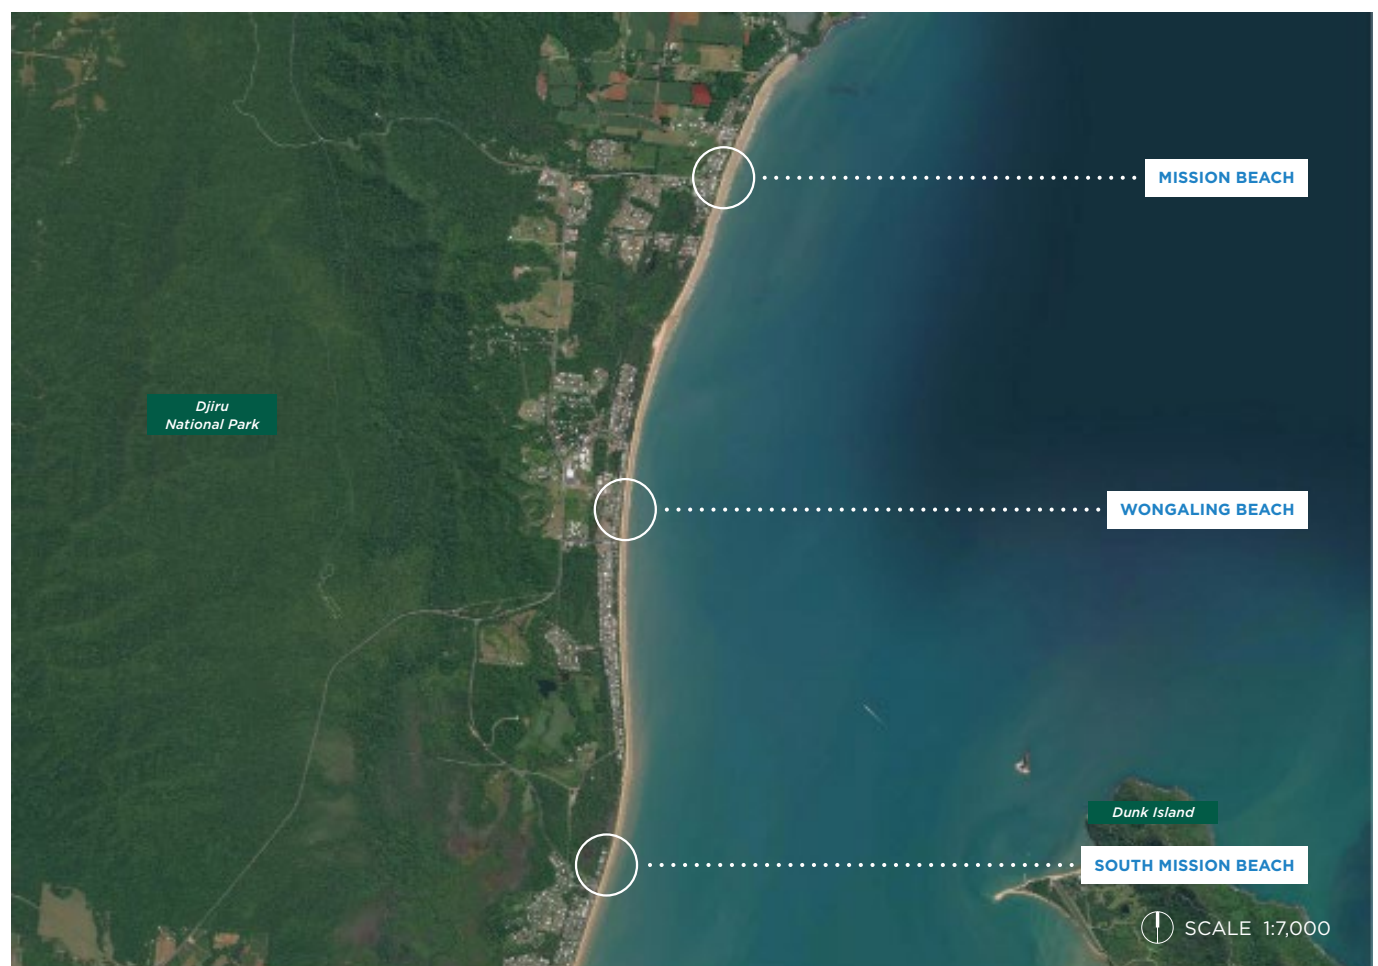 MISSION BEACH
Djiru
National Park
WONGALING BEACH
Dunk Island
SOUTH MISSION BEACH
SCALE 1:7,000